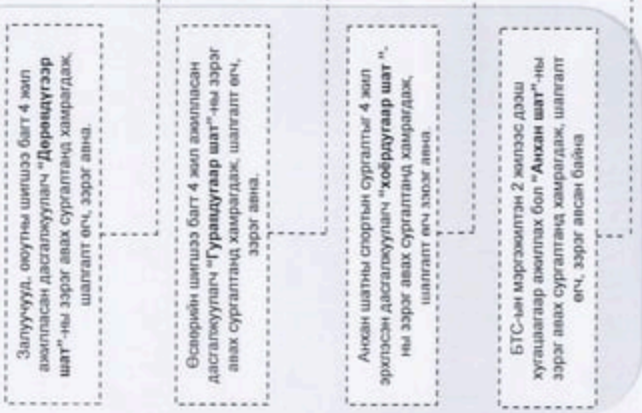 Залуучууд, оюутны шигшээ багт 4 жил
ажилласан дасгалжуулагч "Дөрөвдүгээр
шат"-ны зэрэг авах сургалтанд хамрагдаж,
шалгалт өгч, зэрэг авна.
Өсвөрийн шигшээ багт 4 жил ажилласан
дасгалжуулагч "Гуравдугаар шат"-ны зэрэг
авах сургалтанд хамрагдаж, шалгалт өгч,
зэрэг авна.
Анхан шатны спортын сургалтыг 4 жил
эрхлэсэн дасгалжуулагч "хоёрдугаар шат"-
ны зэрэг авах сургалтанд хамрагдаж,
шалгалт өгч зэрэг авна.
БТС-ын мэргэжилтэн 2 жилээс дээш
хугацаагаар ажиллах бол "Анхан шат"-ны
зэрэг авах сургалтанд хамрагдаж, шалгалт
өгч, зэрэг авсан байна